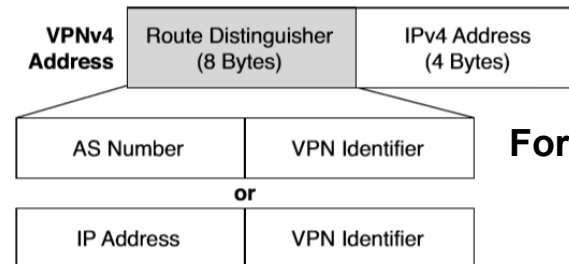 VPNv4
Address
Route Distinguisher
(8 Bytes)
IPv4 Address
(4 Bytes)
AS Number
VPN Identifier
For
or
IP Address
VPN Identifier